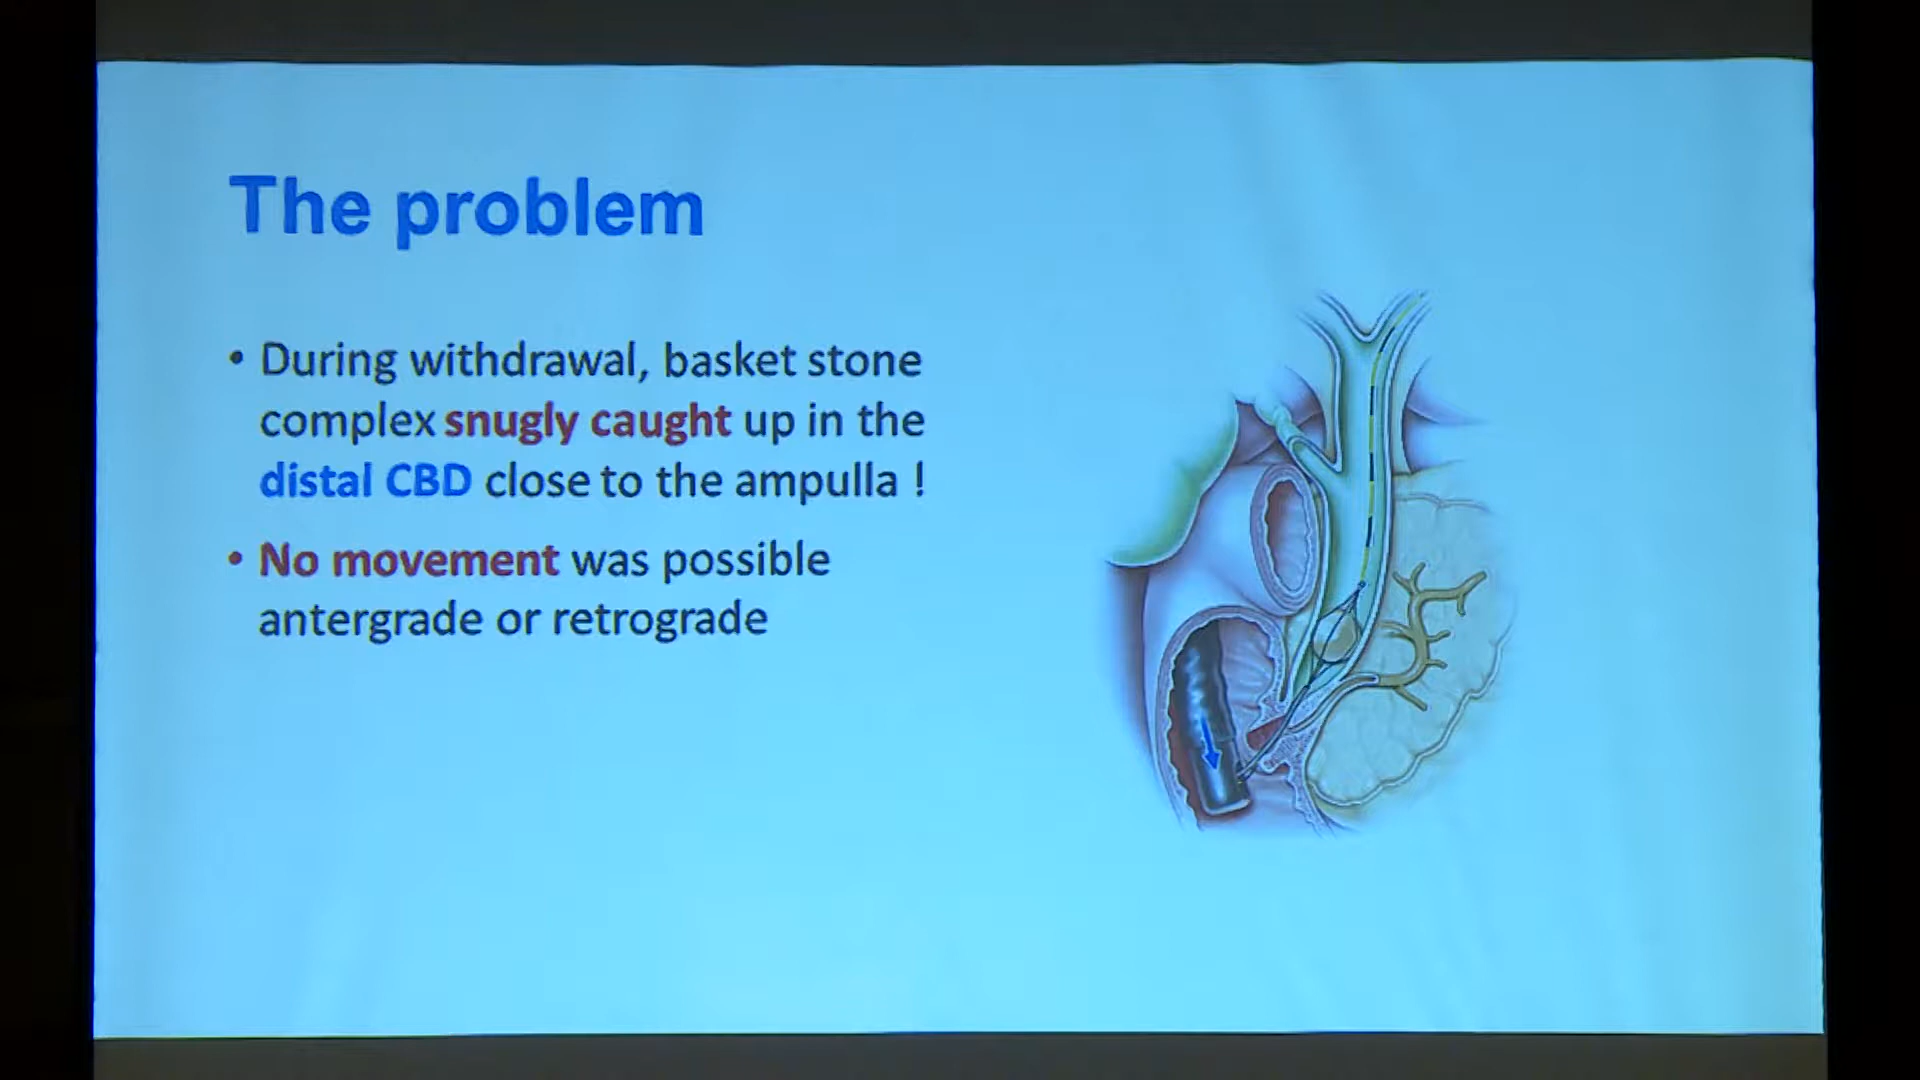 The problem
• During withdrawal, basket stone
complex snugly caught up in the
distal CBD close to the ampulla !
• No movement was possible
antergrade or retrograde